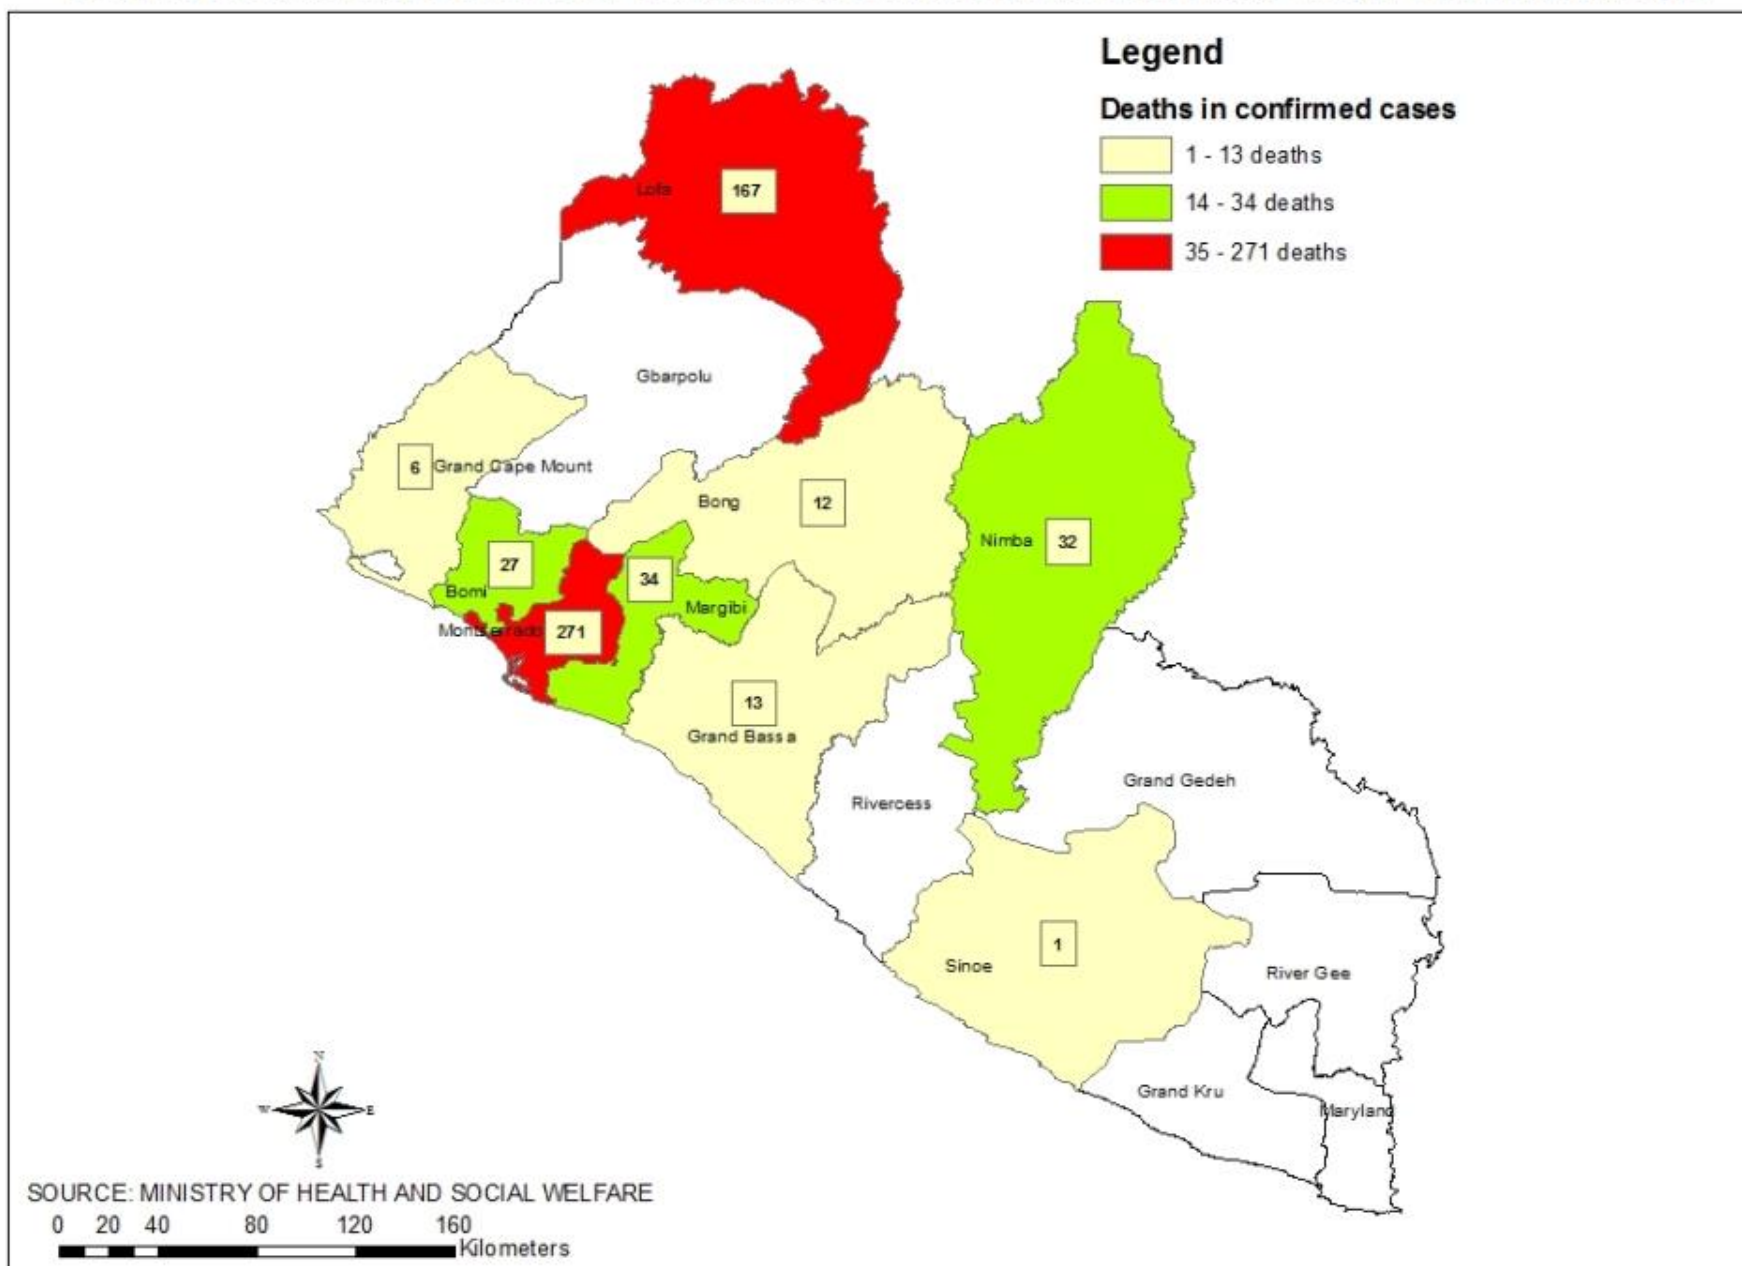 Legend
Deaths in confirmed cases
1 - 13 deaths
14 - 34 deaths
35 - 271 deaths
Lofa 167
Gbarpolu
6 Grand Cape Mount
Bong 12
Nimba 32
27
Bomi
34
Margibi
Montserrado 271
13
Grand Bassa
Rivercess
Grand Gedeh
1
Sinoe
River Gee
Grand Kru
Maryland
N
W E
S
SOURCE: MINISTRY OF HEALTH AND SOCIAL WELFARE
0 20 40 80 120 160
Kilometers